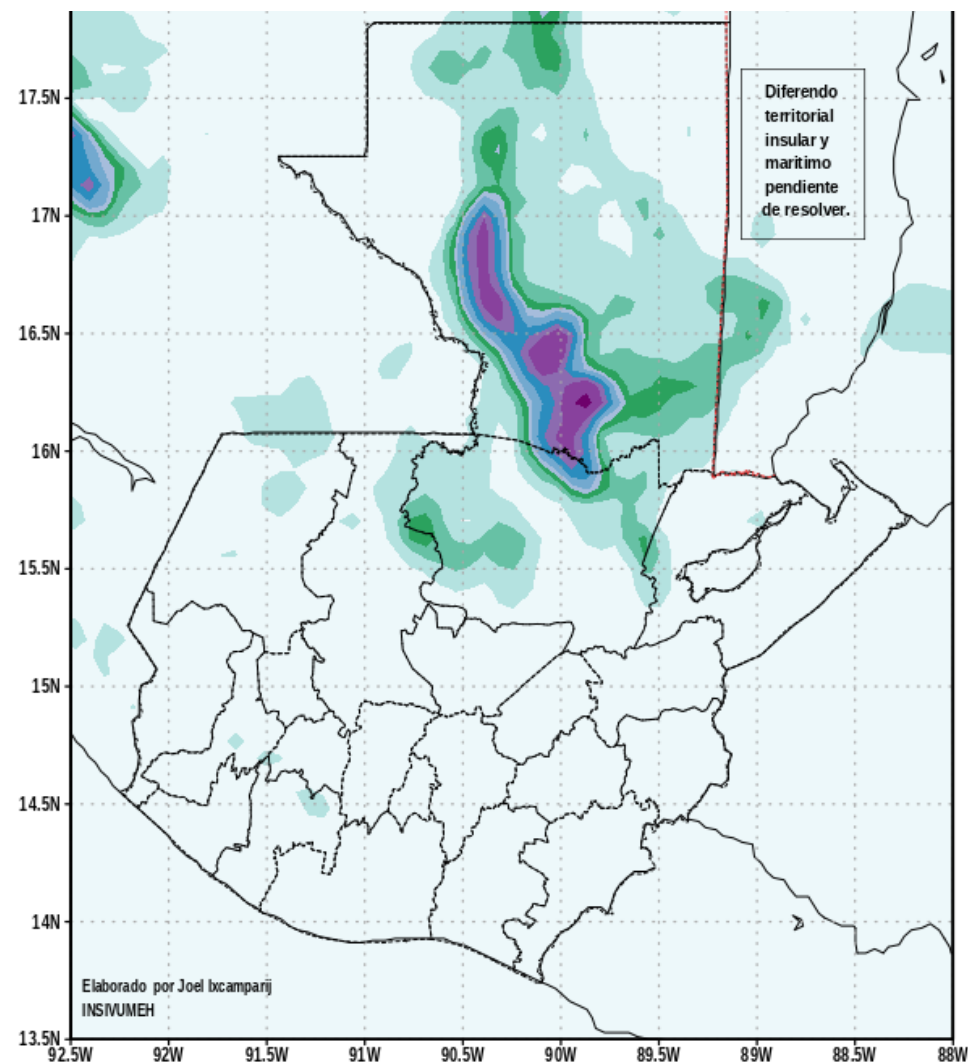 17.5N
17N
16.5N
16N
15.5N
15N
14.5N
14N
13.5N
Diferendo
territorial
insular y
maritimo
pendiente
de resolver.
Elaborado por Joel Ixcamparij
INSIVUMEH
92.5W 92W 91.5W 91W 90.5W 90W 89.5W 89W 88.5W 88W